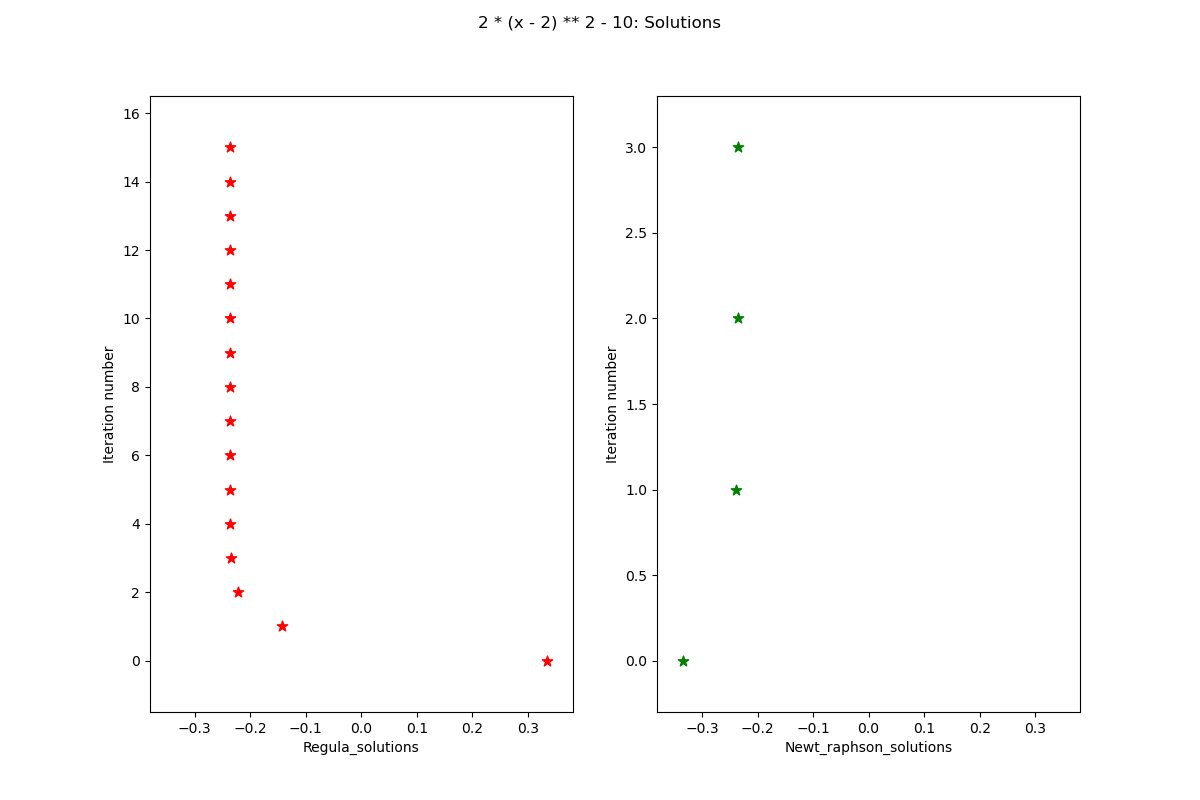 2 * (x - 2) ** 2 - 10: Solutions
16
14
12
10
8
6
4
2
0
Iteration number
−0.3 −0.2 −0.1 0.0 0.1 0.2 0.3
Regula_solutions
3.0
2.5
2.0
1.5
1.0
0.5
0.0
Iteration number
−0.3 −0.2 −0.1 0.0 0.1 0.2 0.3
Newt_raphson_solutions